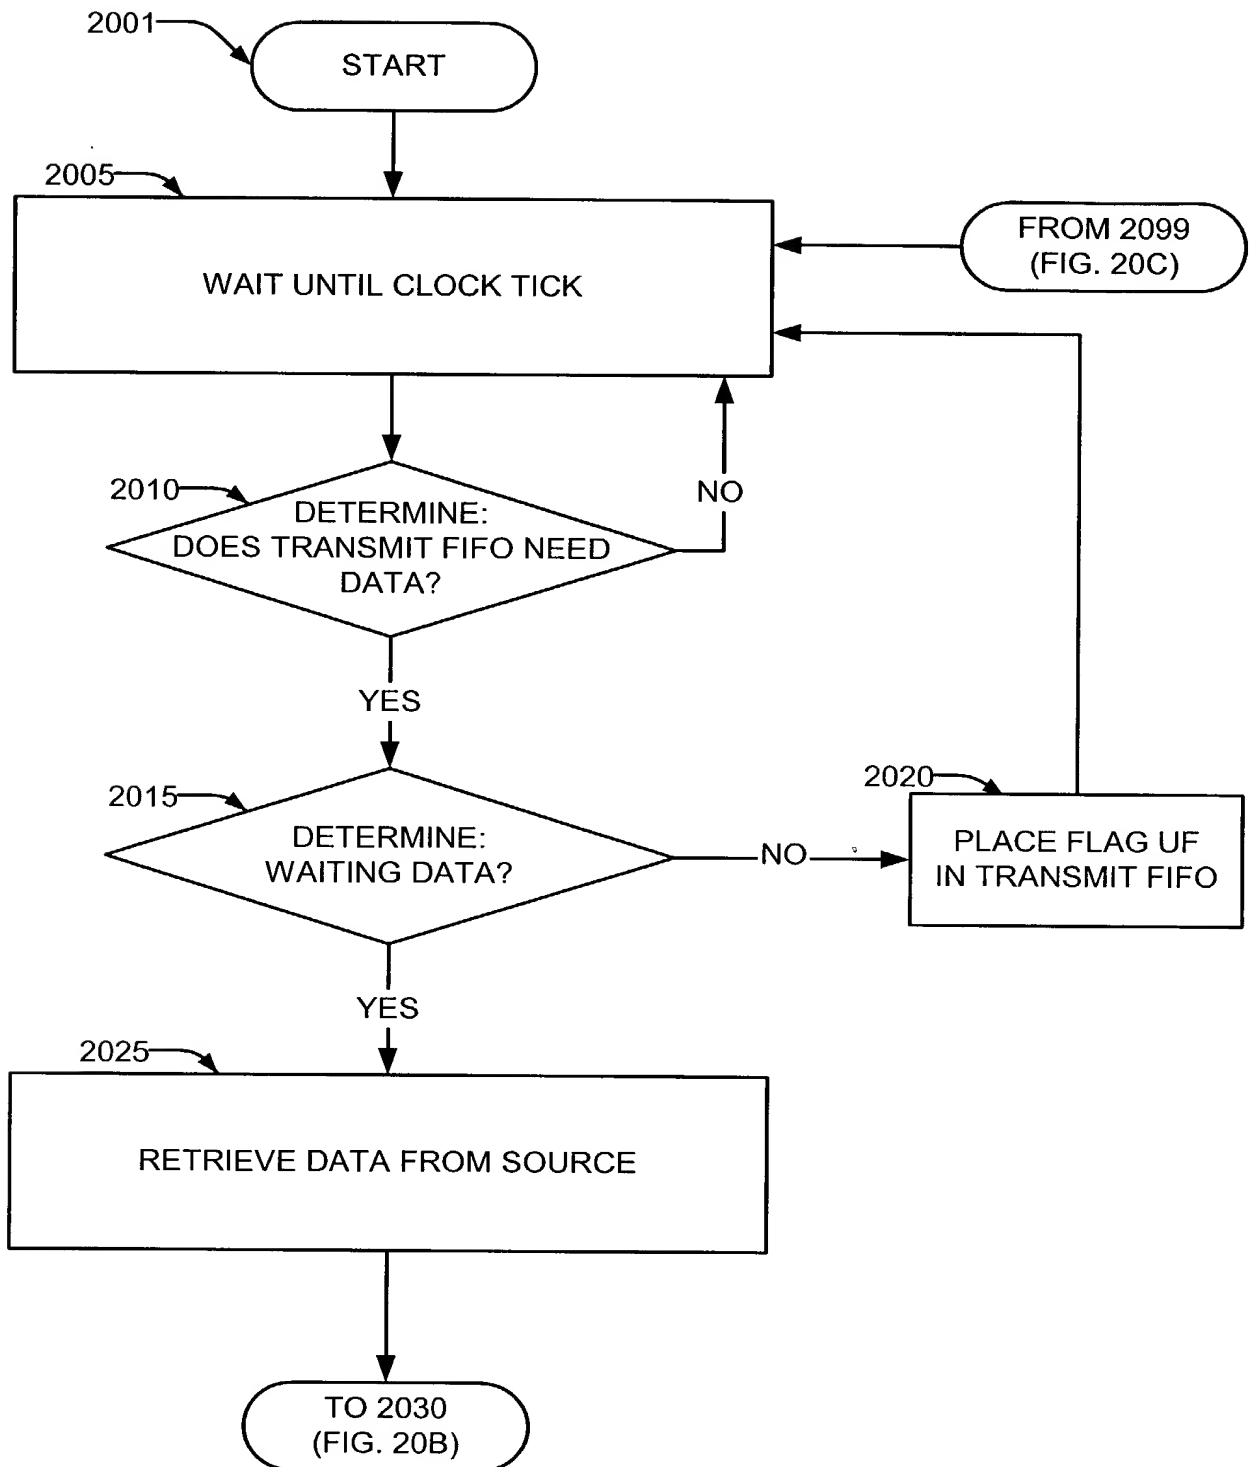 2001
START
2005
WAIT UNTIL CLOCK TICK
FROM 2099
(FIG. 20C)
2010
DETERMINE:
DOES TRANSMIT FIFO NEED
DATA?
NO
YES
2015
DETERMINE:
WAITING DATA?
NO
2020
PLACE FLAG UF
IN TRANSMIT FIFO
YES
2025
RETRIEVE DATA FROM SOURCE
TO 2030
(FIG. 20B)